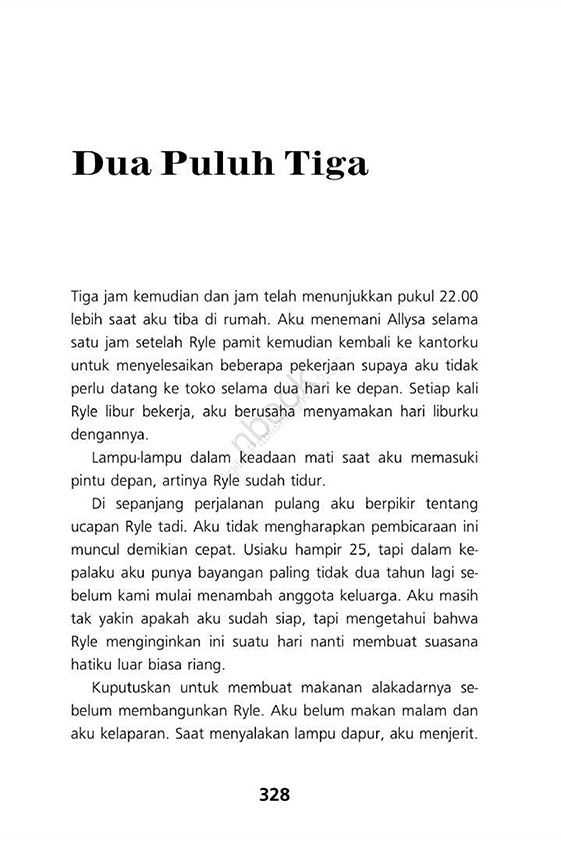 Dua Puluh Tiga
Tiga jam kemudian dan jam telah menunjukkan pukul 22.00
lebih saat aku tiba di rumah. Aku menemani Allysa selama
satu jam setelah Ryle pamit kemudian kembali ke kantorku
untuk menyelesaikan beberapa pekerjaan supaya aku tidak
perlu datang ke toko selama dua hari ke depan. Setiap kali
Ryle libur bekerja, aku berusaha menyamakan hari liburku
dengannya.
Lampu-lampu dalam keadaan mati saat aku memasuki
pintu depan, artinya Ryle sudah tidur.
Di sepanjang perjalanan pulang aku berpikir tentang
ucapan Ryle tadi. Aku tidak mengharapkan pembicaraan ini
muncul demikian cepat. Usiaku hampir 25, tapi dalam ke-
palaku aku punya bayangan paling tidak dua tahun lagi se-
belum kami mulai menambah anggota keluarga. Aku masih
tak yakin apakah aku sudah siap, tapi mengetahui bahwa
Ryle menginginkan ini suatu hari nanti membuat suasana
hatiku luar biasa riang.
Kuputuskan untuk membuat makanan alakadarnya se-
belum membangunkan Ryle. Aku belum makan malam dan
aku kelaparan. Saat menyalakan lampu dapur, aku menjerit.
328